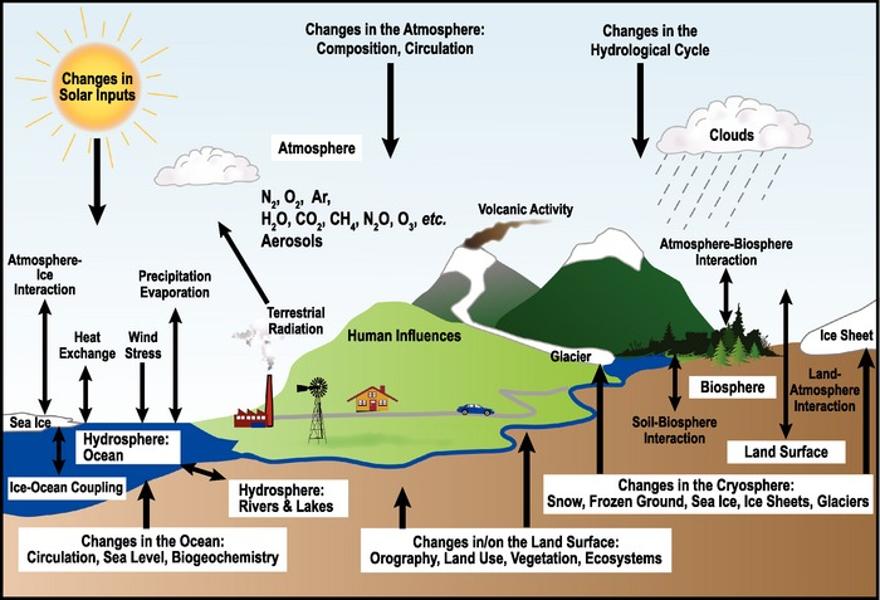 Changes in the Atmosphere:
Composition, Circulation
Changes in the
Hydrological Cycle
Changes in
Solar Inputs
Clouds
Atmosphere
N₂, O₂, Ar,
H₂O, CO₂, CH₄, N₂O, O₃, etc.
Aerosols
Volcanic Activity
Atmosphere-Biosphere
Interaction
Atmosphere-
Ice
Interaction
Precipitation
Evaporation
Terrestrial
Radiation
Heat
Exchange
Wind
Stress
Human Influences
Glacier
Ice Sheet
Land-
Atmosphere
Interaction
Biosphere
Soil-Biosphere
Interaction
Land Surface
Sea Ice
Hydrosphere:
Ocean
Ice-Ocean Coupling
Hydrosphere:
Rivers & Lakes
Changes in the Cryosphere:
Snow, Frozen Ground, Sea Ice, Ice Sheets, Glaciers
Changes in the Ocean:
Circulation, Sea Level, Biogeochemistry
Changes in/on the Land Surface:
Orography, Land Use, Vegetation, Ecosystems